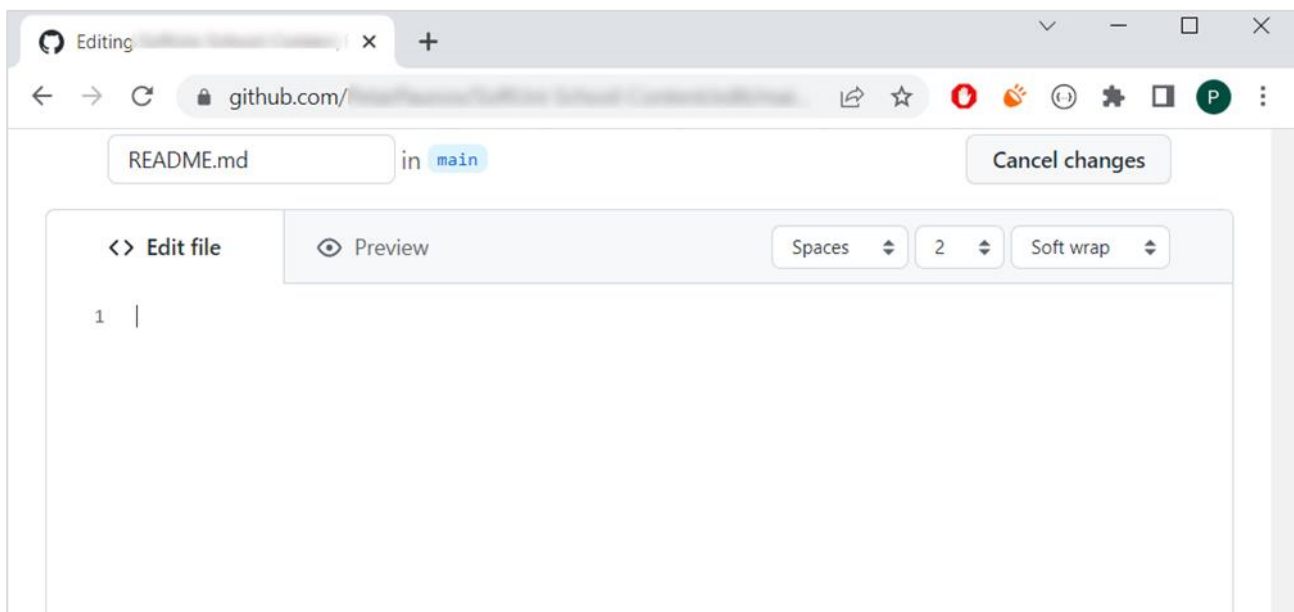 Editing
github.com/
P
README.md in main Cancel changes
<> Edit file Preview Spaces 2 Soft wrap
1